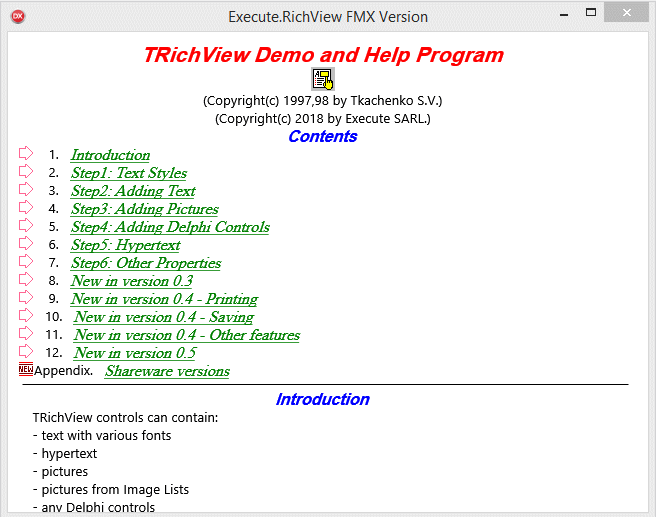 DX
Execute.RichView FMX Version
TRichView Demo and Help Program
(Copyright(c) 1997,98 by Tkachenko S.V.)
(Copyright(c) 2018 by Execute SARL.)
Contents
1. Introduction
2. Step1: Text Styles
3. Step2: Adding Text
4. Step3: Adding Pictures
5. Step4: Adding Delphi Controls
6. Step5: Hypertext
7. Step6: Other Properties
8. New in version 0.3
9. New in version 0.4 - Printing
10. New in version 0.4 - Saving
11. New in version 0.4 - Other features
12. New in version 0.5
NEW Appendix. Shareware versions
Introduction
TRichView controls can contain:
- text with various fonts
- hypertext
- pictures
- pictures from Image Lists
- any Delphi controls